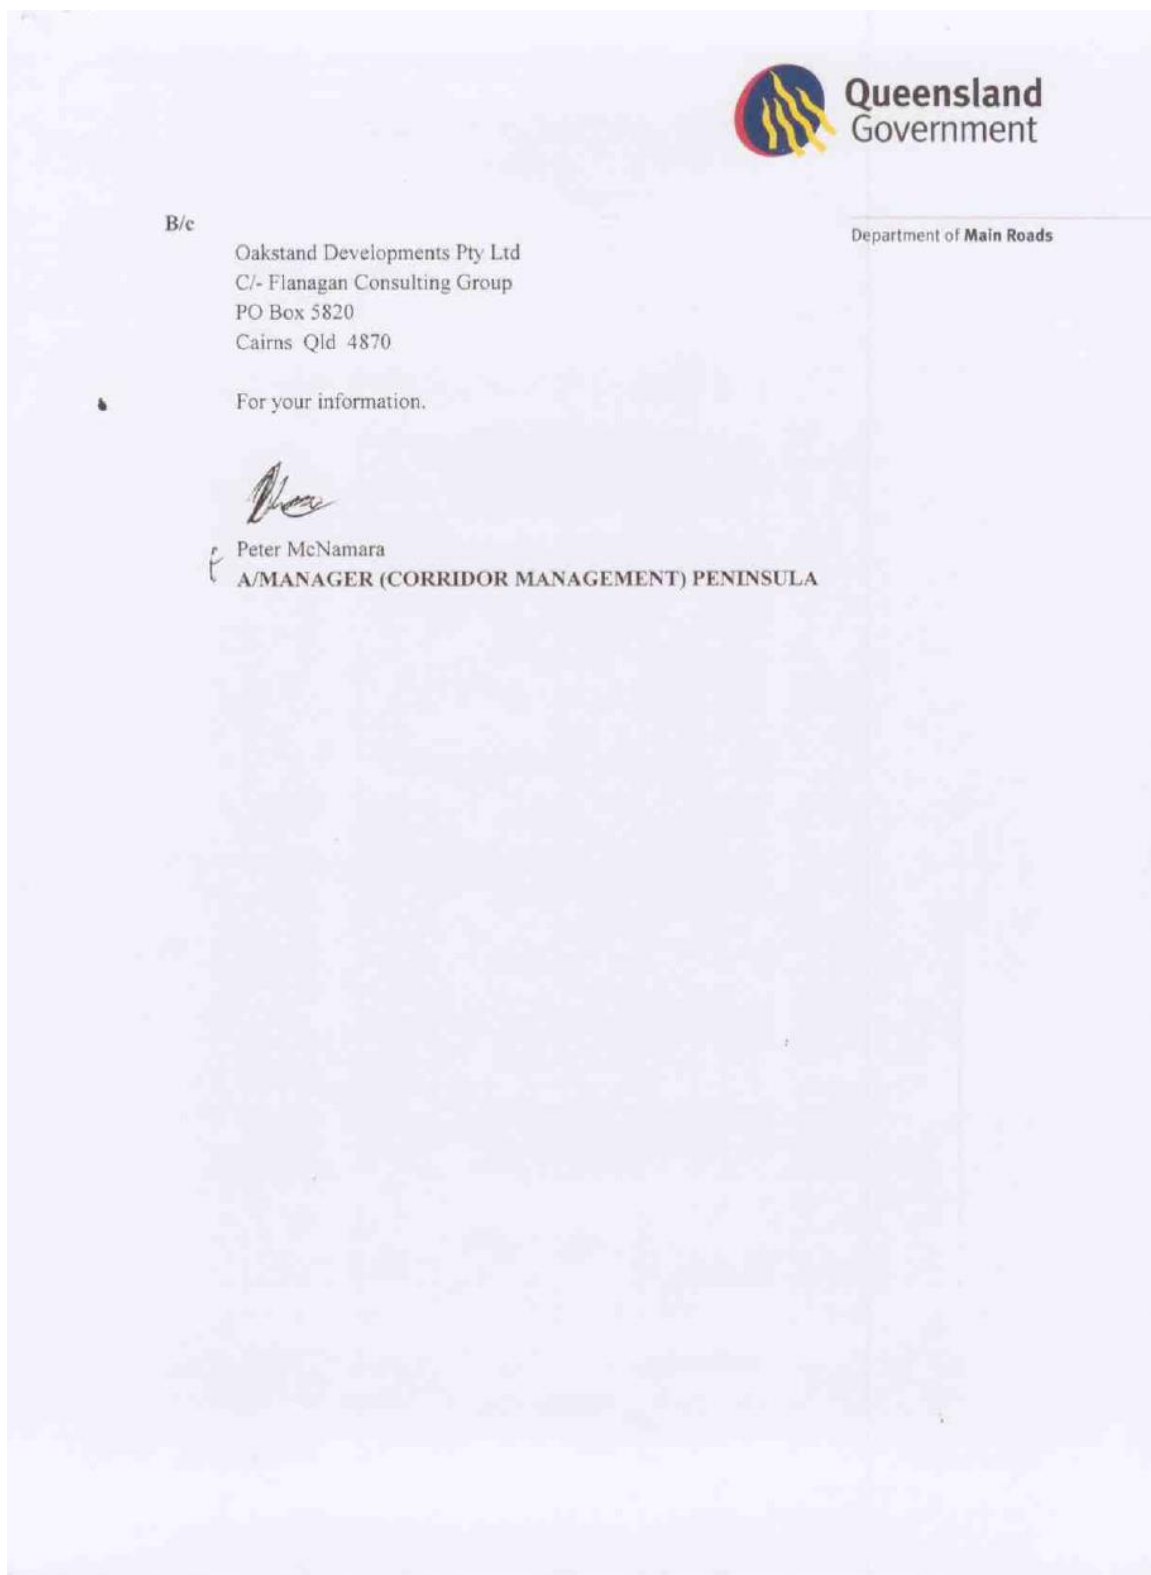 Queensland
Government
Department of Main Roads
B/c
Oakstand Developments Pty Ltd
C/- Flanagan Consulting Group
PO Box 5820
Cairns Qld 4870
For your information.
Peter McNamara
A/MANAGER (CORRIDOR MANAGEMENT) PENINSULA